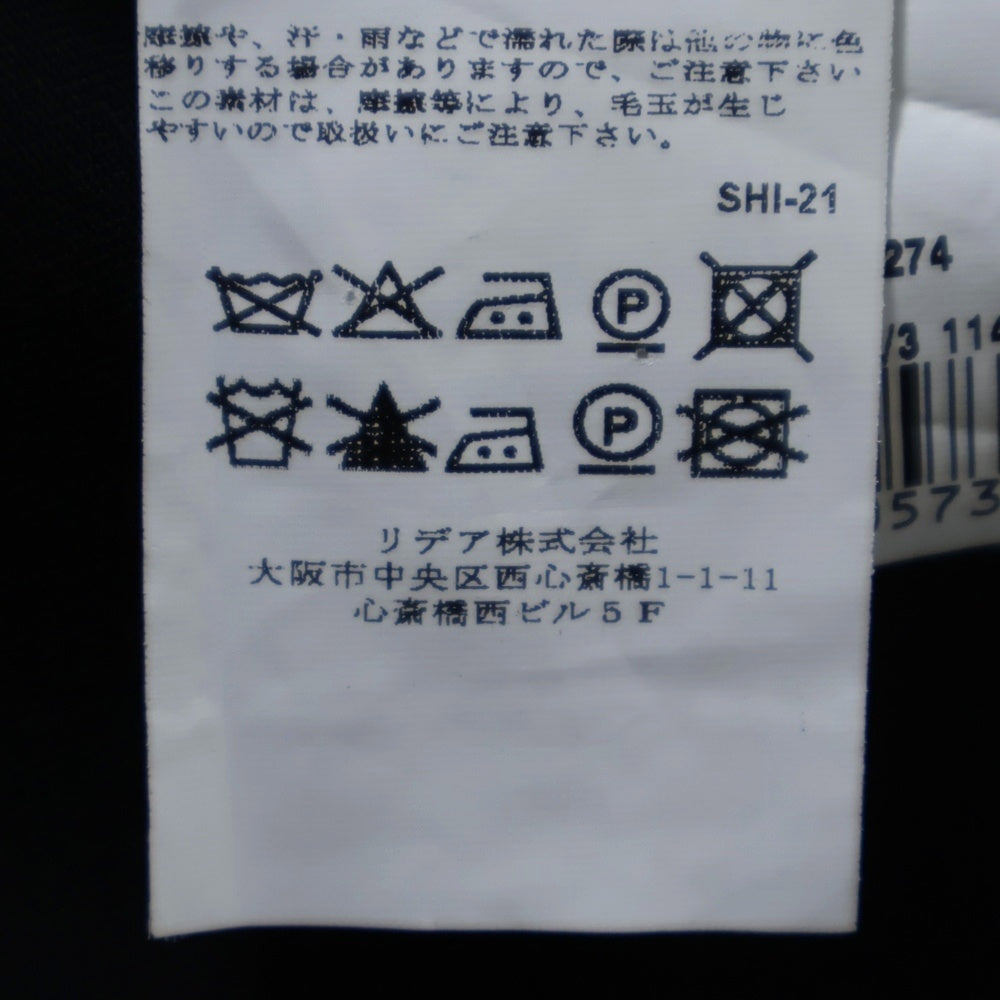 摩擦や、汗・雨などで濡れた際は他の物に色
移りする場合がありますので、ご注意下さい
この素材は、摩擦等により、毛玉が生じ
やすいので取扱いにご注意下さい。
SHI-21
274
/3 114
P
P
573
リデア株式会社
大阪市中央区西心斎橋1-1-11
心斎橋西ビル5F